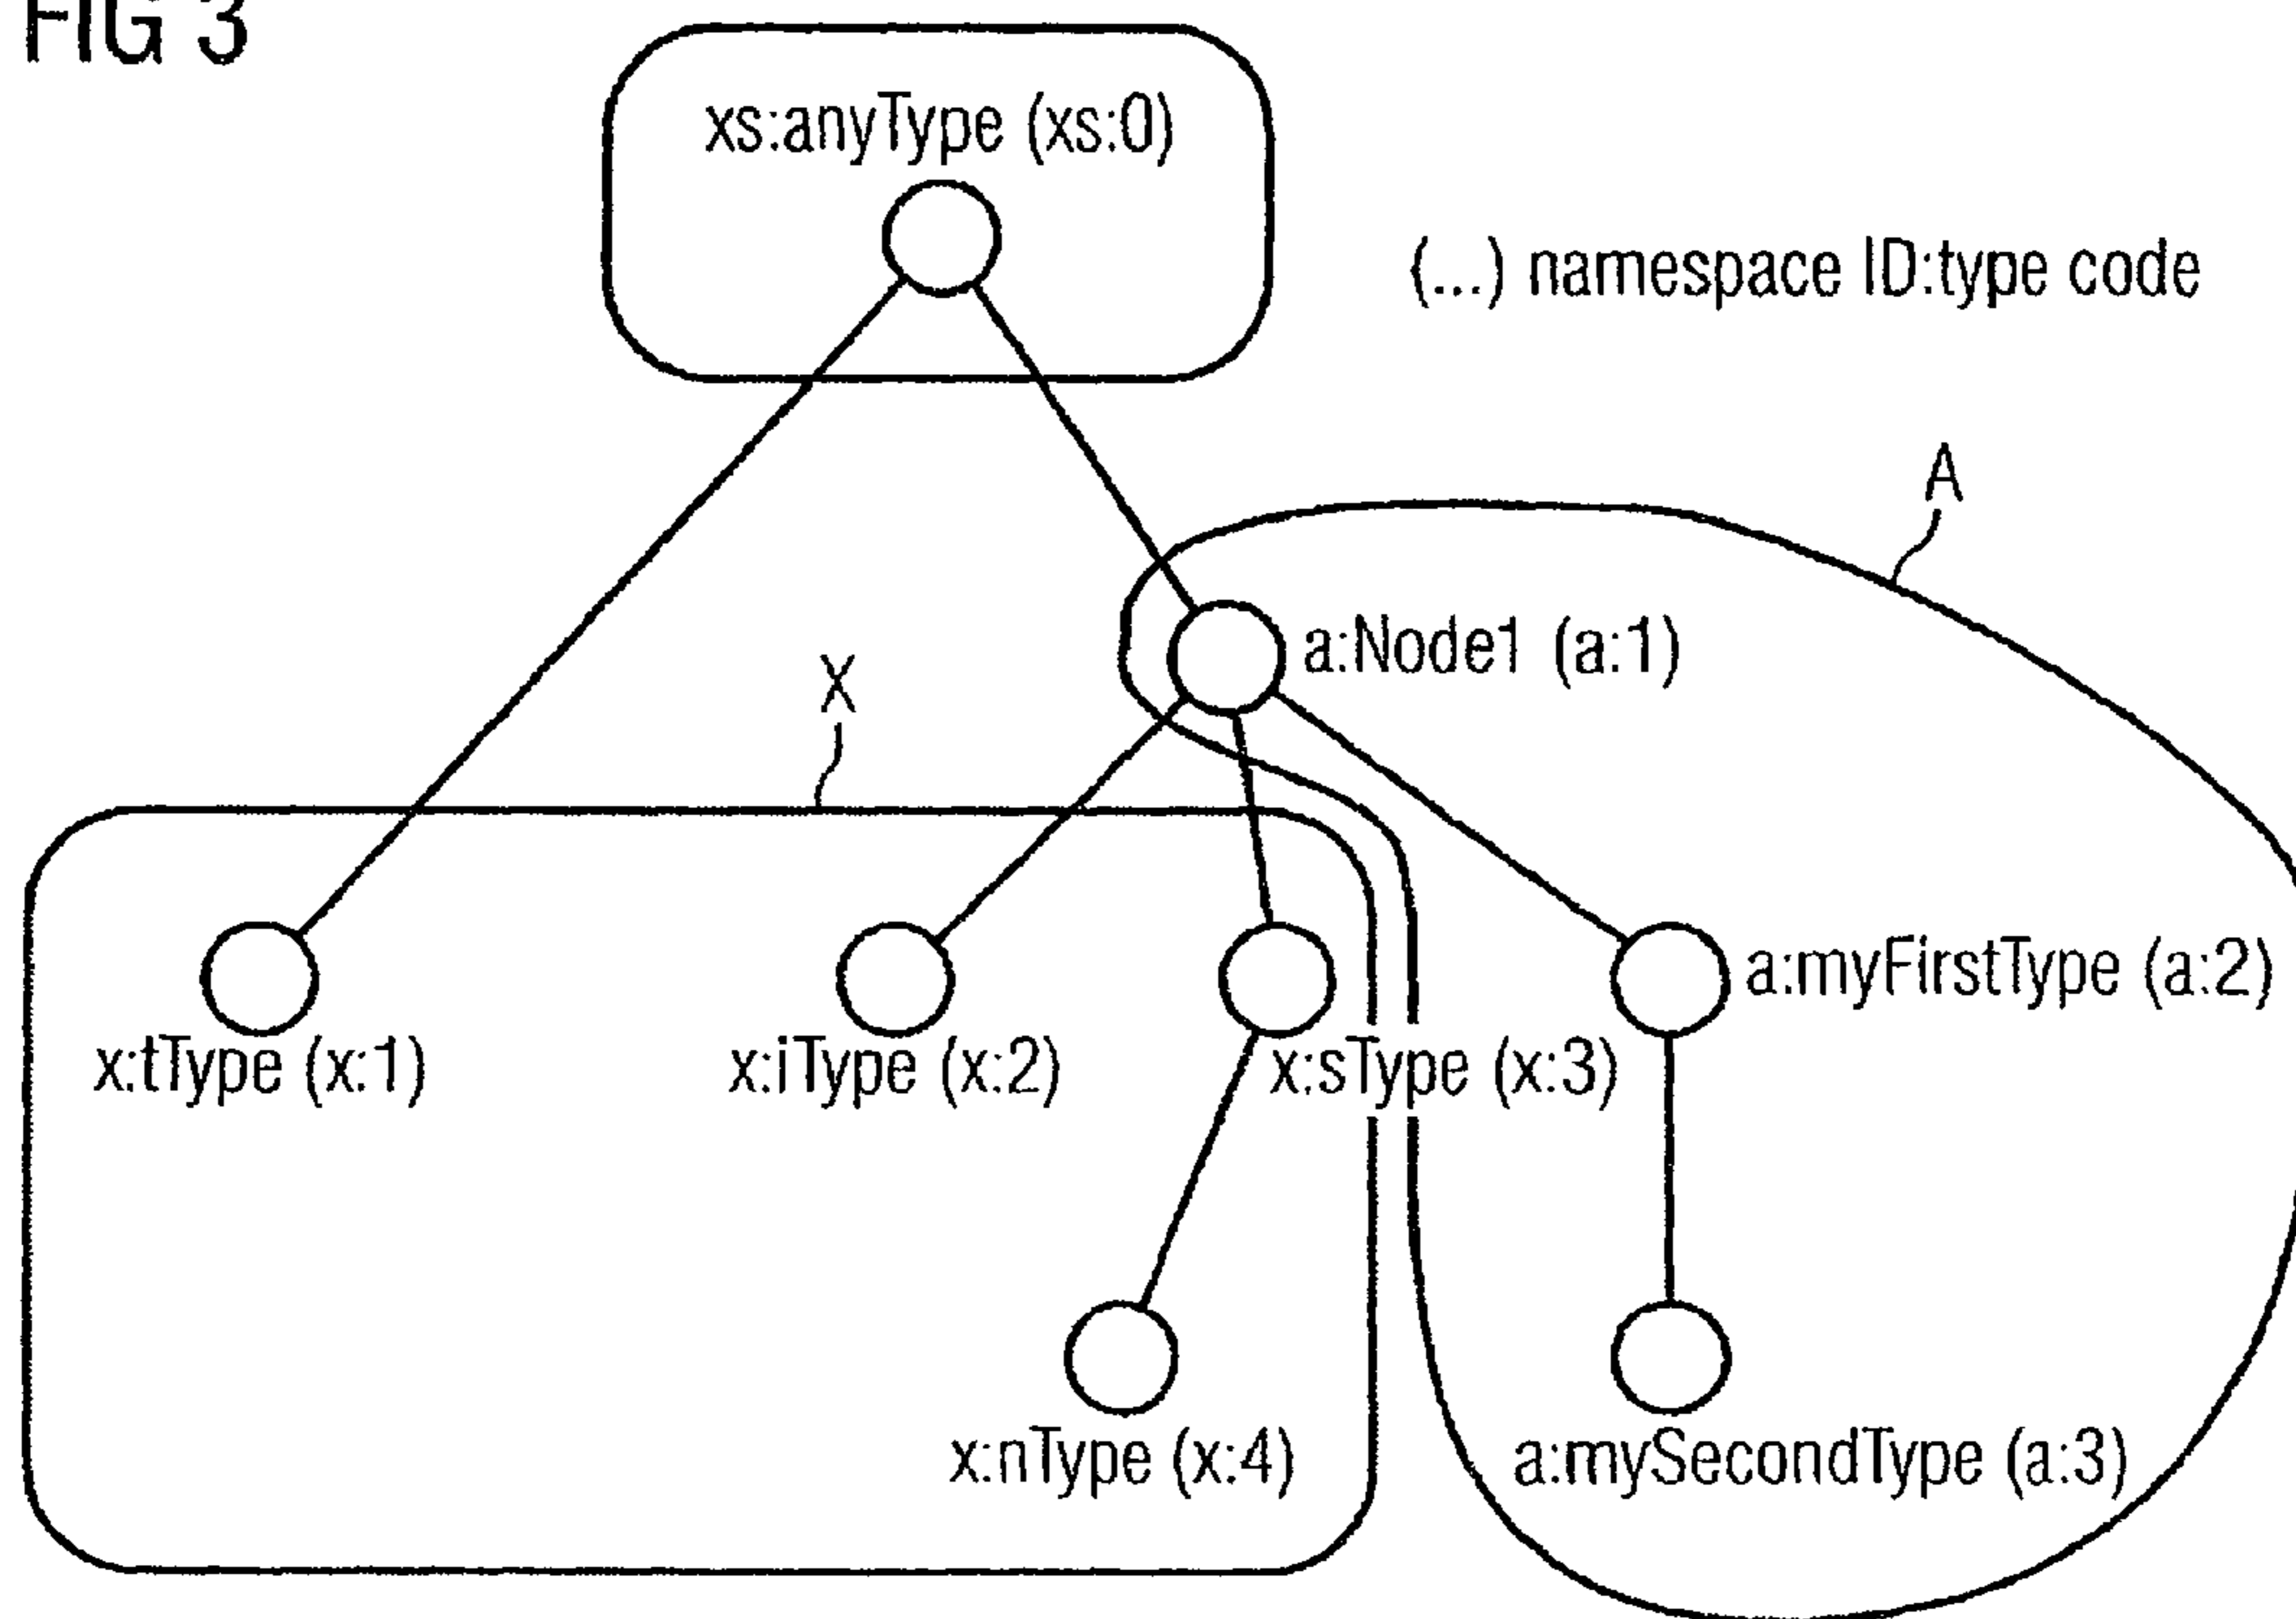 FIG 3
xs:anyType (xs:0)
(...) namespace ID:type code
A
a:Node1 (a:1)
X
a:myFirstType (a:2)
x:tType (x:1)
x:iType (x:2)
x:sType (x:3)
x:nType (x:4)
a:mySecondType (a:3)